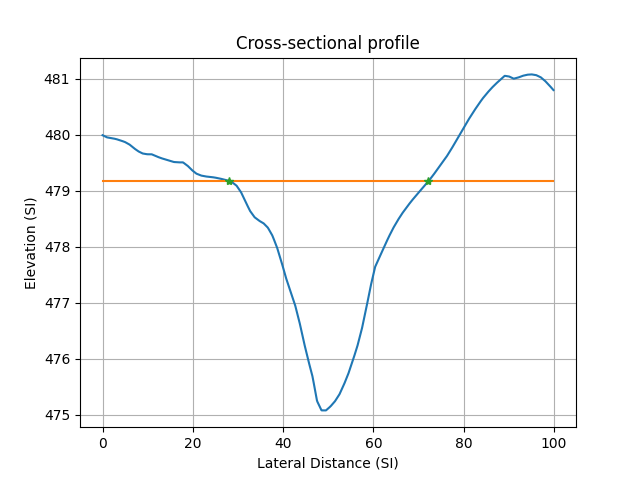 Cross-sectional profile
481
480
479
478
477
476
475
Elevation (SI)
0 20 40 60 80 100
Lateral Distance (SI)